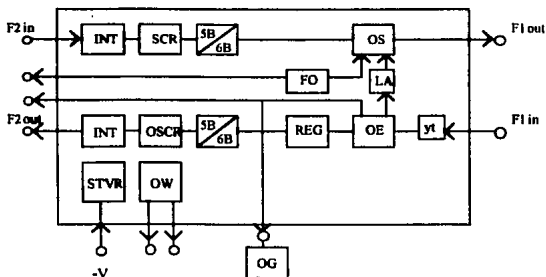 F2 in
INT
SCR
5B
6B
OS
F1 out
FO
LA
F2 out
INT
OSCR
5B
6B
REG
OE
yt
F1 in
STVR
OW
-V
OG